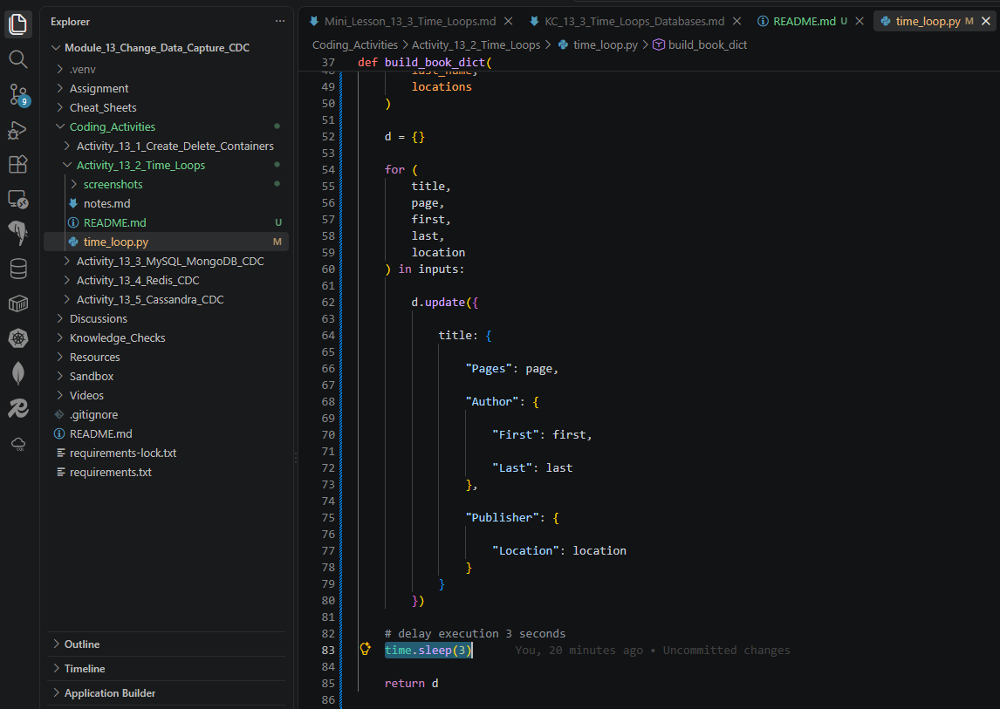 Explorer
Module_13_Change_Data_Capture_CDC
.venv
Assignment
Cheat_Sheets
Coding_Activities
Activity_13_1_Create_Delete_Containers
Activity_13_2_Time_Loops
screenshots
notes.md
README.md U
time_loop.py M
Activity_13_3_MySQL_MongoDB_CDC
Activity_13_4_Redis_CDC
Activity_13_5_Cassandra_CDC
Discussions
Knowledge_Checks
Resources
Sandbox
Videos
.gitignore
README.md
requirements-lock.txt
requirements.txt
Outline
Timeline
Application Builder
9
CQL
Mini_Lesson_13_3_Time_Loops.md
KC_13_3_Time_Loops_Databases.md
README.md U
time_loop.py M
Coding_Activities > Activity_13_2_Time_Loops > time_loop.py > build_book_dict
37 def build_book_dict(
48 last_name,
49 locations
50 )
51
52 d = {}
53
54 for (
55 title,
56 page,
57 first,
58 last,
59 location
60 ) in inputs:
61
62 d.update({
63
64 title: {
65
66 "Pages": page,
67
68 "Author": {
69
70 "First": first,
71
72 "Last": last
73 },
74
75 "Publisher": {
76
77 "Location": location
78 }
79 }
80 })
81
82 # delay execution 3 seconds
83 time.sleep(3) You, 20 minutes ago • Uncommitted changes
84
85 return d
86